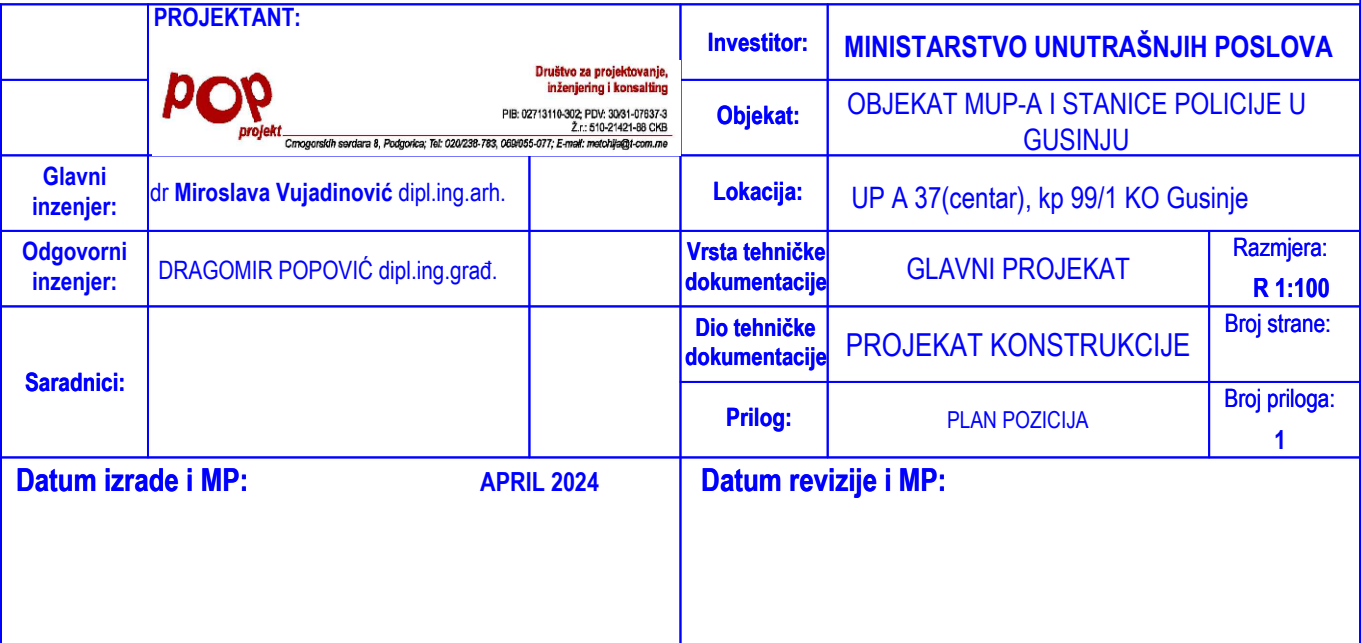 PROJEKTANT:
pop
projekt
Društvo za projektovanje,
inženjering i konsalting
PIB: 02713110-302; PDV: 30/31-07637-3
Ž.r.: 510-21421-88 CKB
Crnogorskih serdara 8, Podgorica; Tel: 020/238-783, 069/055-077; E-mail: metohija@t-com.me
Investitor:
MINISTARSTVO UNUTRAŠNJIH POSLOVA
Objekat:
OBJEKAT MUP-A I STANICE POLICIJE U
GUSINJU
Glavni
inzenjer:
dr Miroslava Vujadinović dipl.ing.arh.
Lokacija:
UP A 37(centar), kp 99/1 KO Gusinje
Odgovorni
inzenjer:
DRAGOMIR POPOVIĆ dipl.ing.građ.
Vrsta tehničke
dokumentacije
GLAVNI PROJEKAT
Razmjera:
R 1:100
Saradnici:
Dio tehničke
dokumentacije
PROJEKAT KONSTRUKCIJE
Broj strane:
Prilog:
PLAN POZICIJA
Broj priloga:
1
Datum izrade i MP:
APRIL 2024
Datum revizije i MP: